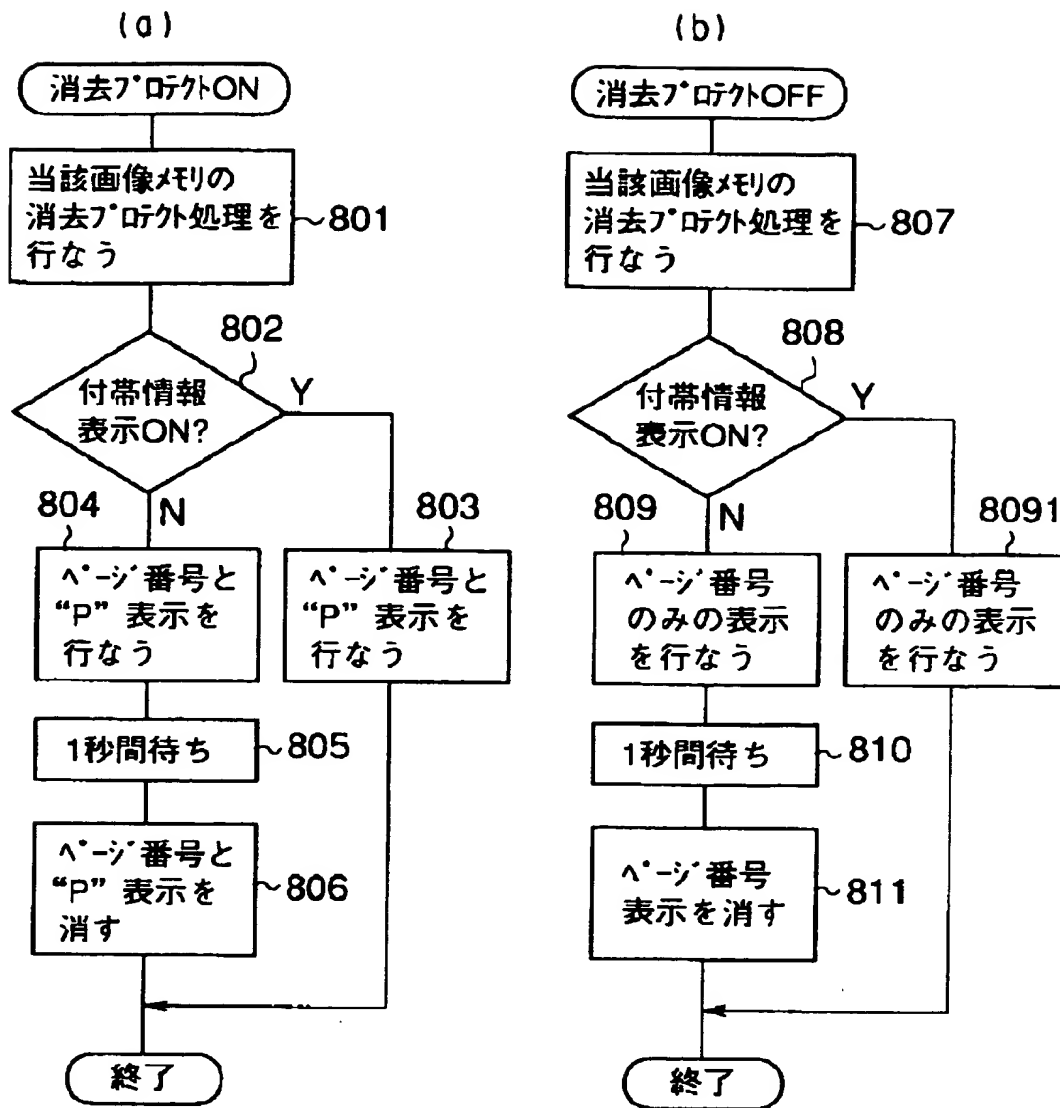 (a)
消去プロテクトON
当該画像メモリの
消去プロテクト処理を
行なう
801
802
付帯情報
表示ON?
Y
N
804
ページ番号と
“P” 表示を
行なう
803
ページ番号と
“P” 表示を
行なう
1秒間待ち
805
ページ番号と
“P” 表示を
消す
806
終了
(b)
消去プロテクトOFF
当該画像メモリの
消去プロテクト処理を
行なう
807
808
付帯情報
表示ON?
Y
N
809
ページ番号
のみの表示
を行なう
8091
ページ番号
のみの表示
を行なう
1秒間待ち
810
ページ番号
表示を消す
811
終了